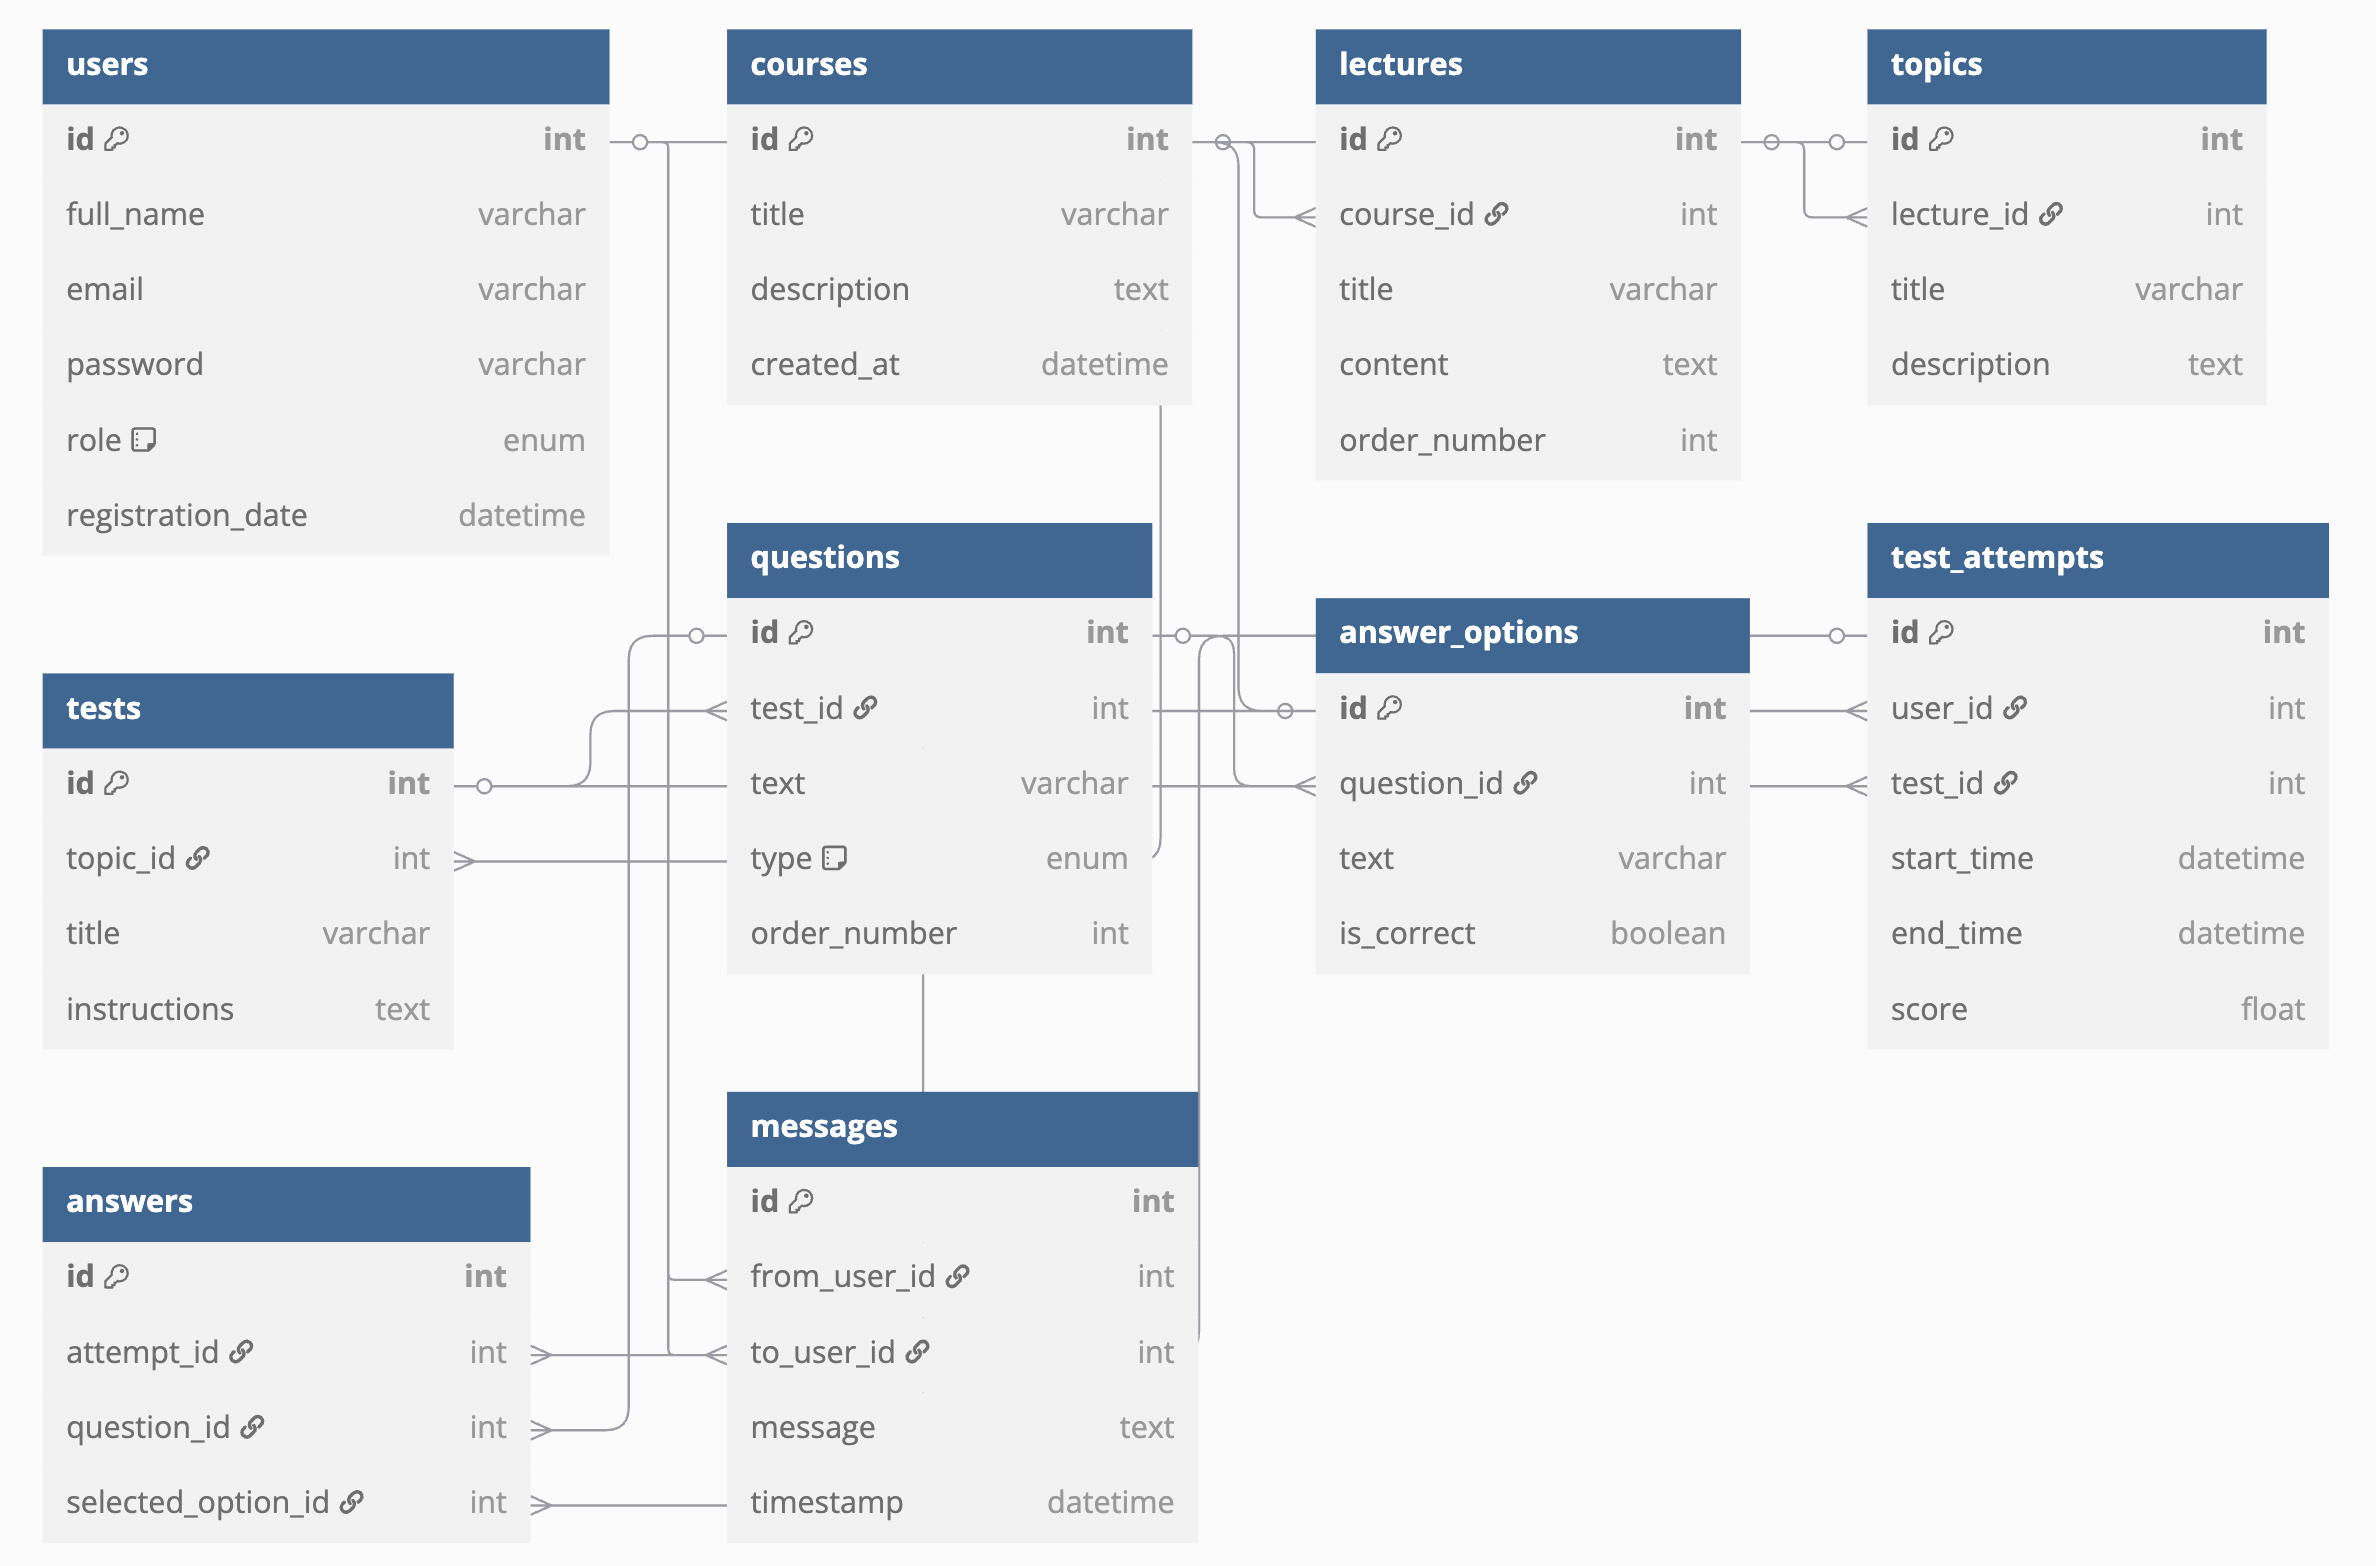 users
id int
full_name varchar
email varchar
password varchar
role enum
registration_date datetime
courses
id int
title varchar
description text
created_at datetime
lectures
id int
course_id int
title varchar
content text
order_number int
topics
id int
lecture_id int
title varchar
description text
questions
id int
test_id int
text varchar
type enum
order_number int
answer_options
id int
question_id int
text varchar
is_correct boolean
test_attempts
id int
user_id int
test_id int
start_time datetime
end_time datetime
score float
tests
id int
topic_id int
title varchar
instructions text
messages
id int
from_user_id int
to_user_id int
message text
timestamp datetime
answers
id int
attempt_id int
question_id int
selected_option_id int